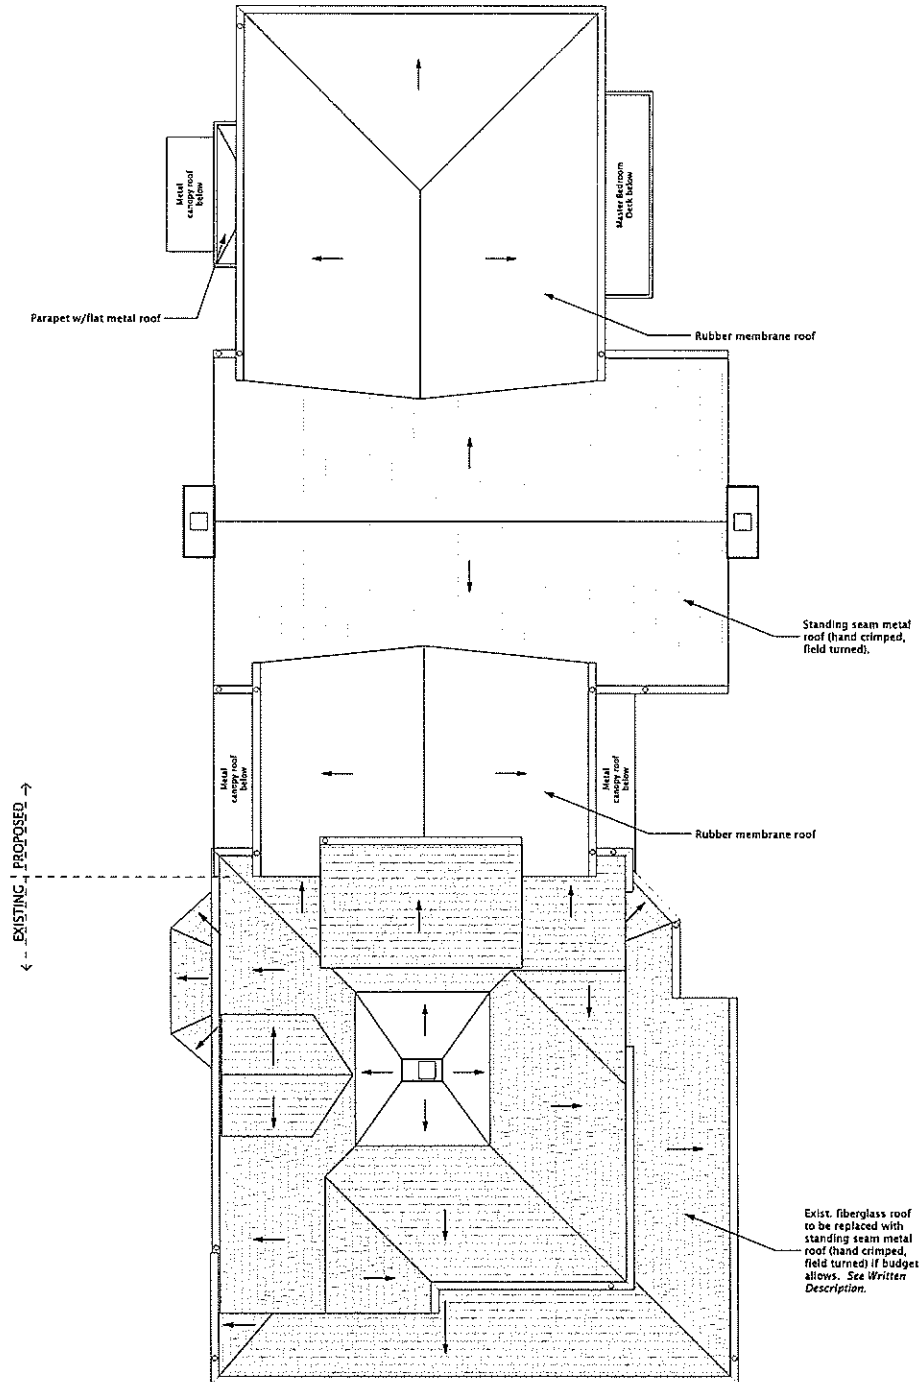 Metal
canopy roof
below
Master Bedroom
Deck below
Parapet w/flat metal roof
Rubber membrane roof
Standing seam metal
roof (hand crimped,
field turned).
Metal
canopy roof
below
Metal
canopy roof
below
EXISTING PROPOSED
Rubber membrane roof
Exist. fiberglass roof
to be replaced with
standing seam metal
roof (hand crimped,
field turned) if budget
allows. See Written
Description.